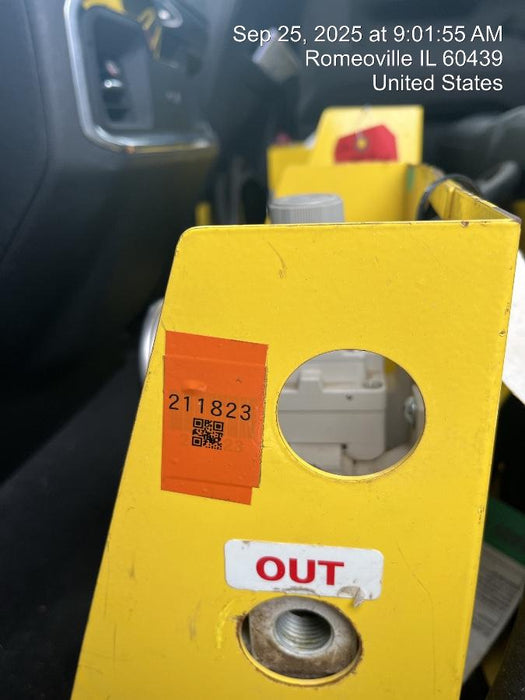 Sep 25, 2025 at 9:01:55 AM
Romeoville IL 60439
United States
211823
OUT